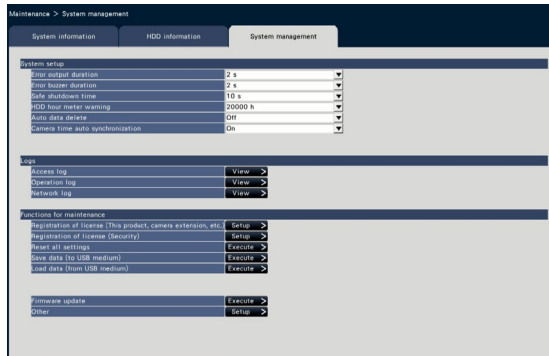 Maintenance > System management
System information HDD information System management
System setup
Error output duration 2 s
Error buzzer duration 2 s
Safe shutdown time 10 s
HDD hour meter warning 20000 h
Auto data delete Off
Camera time auto synchronization On
Logs
Access log View >
Operation log View >
Network log View >
Functions for maintenance
Registration of license (This product, camera extension, etc.) Setup >
Registration of license (Security) Setup >
Reset all settings Execute >
Save data (to USB medium) Execute >
Load data (from USB medium) Execute >
Firmware update Execute >
Other Setup >